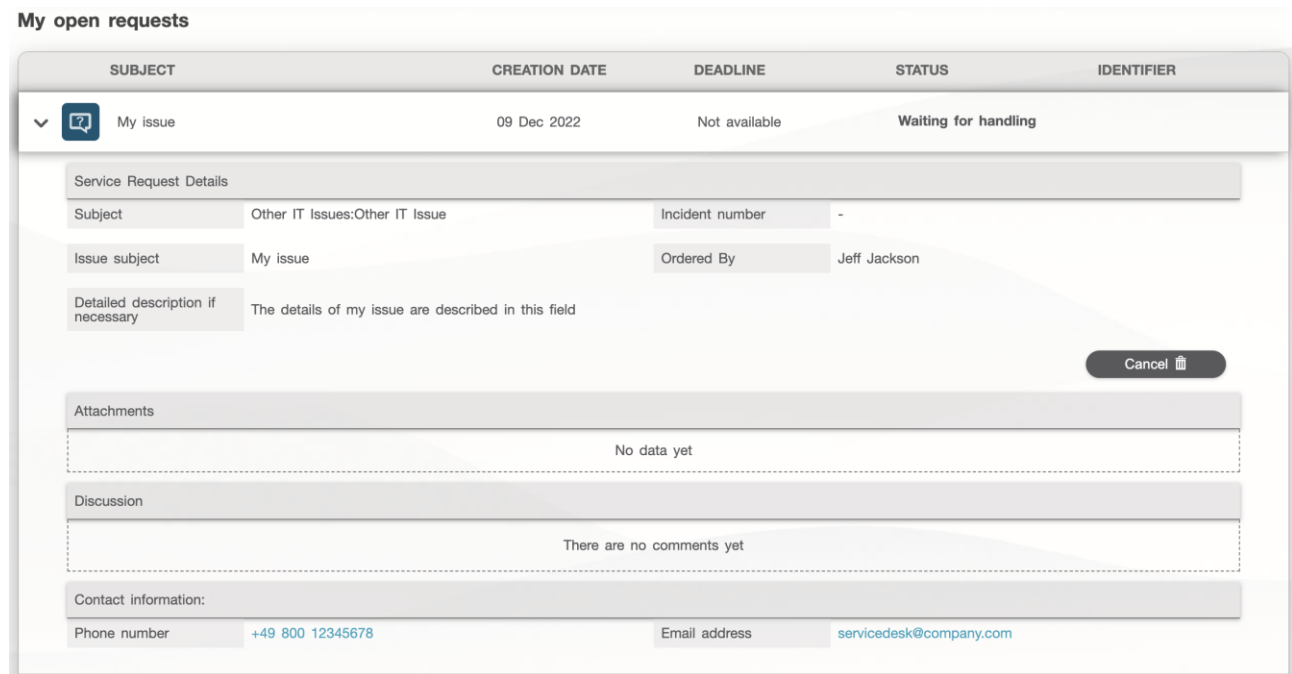 My open requests
SUBJECT CREATION DATE DEADLINE STATUS IDENTIFIER
My issue 09 Dec 2022 Not available Waiting for handling
Service Request Details
Subject Other IT Issues:Other IT Issue Incident number -
Issue subject My issue Ordered By Jeff Jackson
Detailed description if
necessary
The details of my issue are described in this field
Cancel
Attachments
No data yet
Discussion
There are no comments yet
Contact information:
Phone number +49 800 12345678 Email address servicedesk@company.com